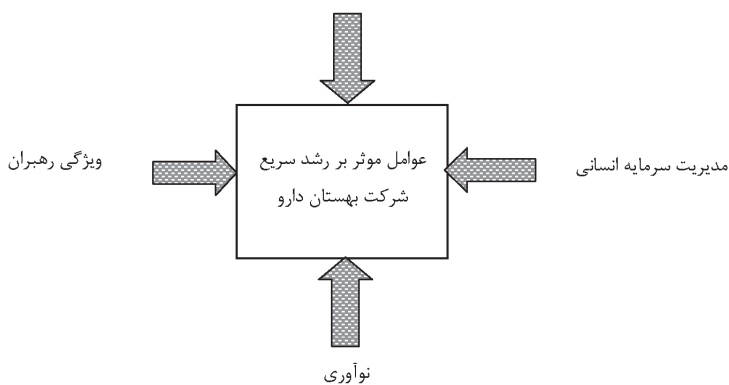 عوامل موثر بر رشد سریع
شرکت بهستان دارو
مدیریت سرمایه انسانی
ویژگی رهبران
نوآوری